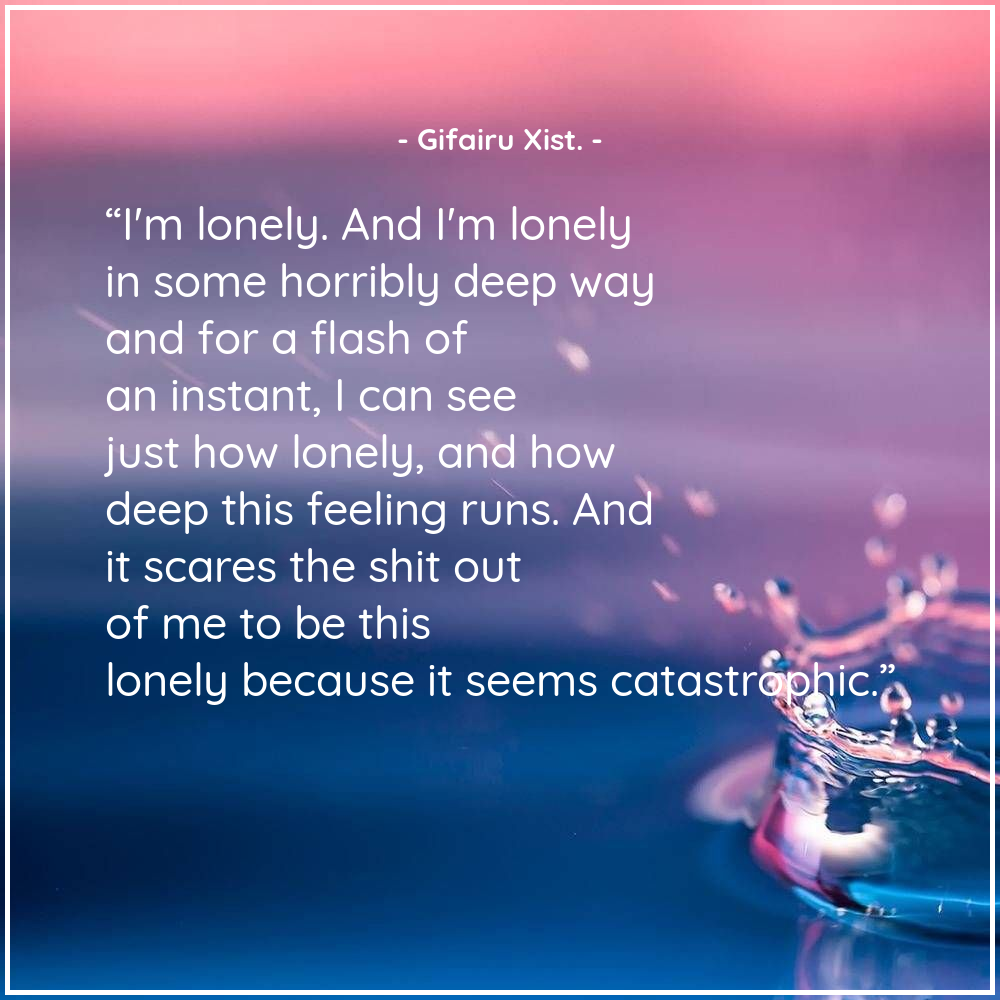 - Gifairu Xist. -
“I'm lonely. And I'm lonely
in some horribly deep way
and for a flash of
an instant, I can see
just how lonely, and how
deep this feeling runs. And
it scares the shit out
of me to be this
lonely because it seems catastrophic.”